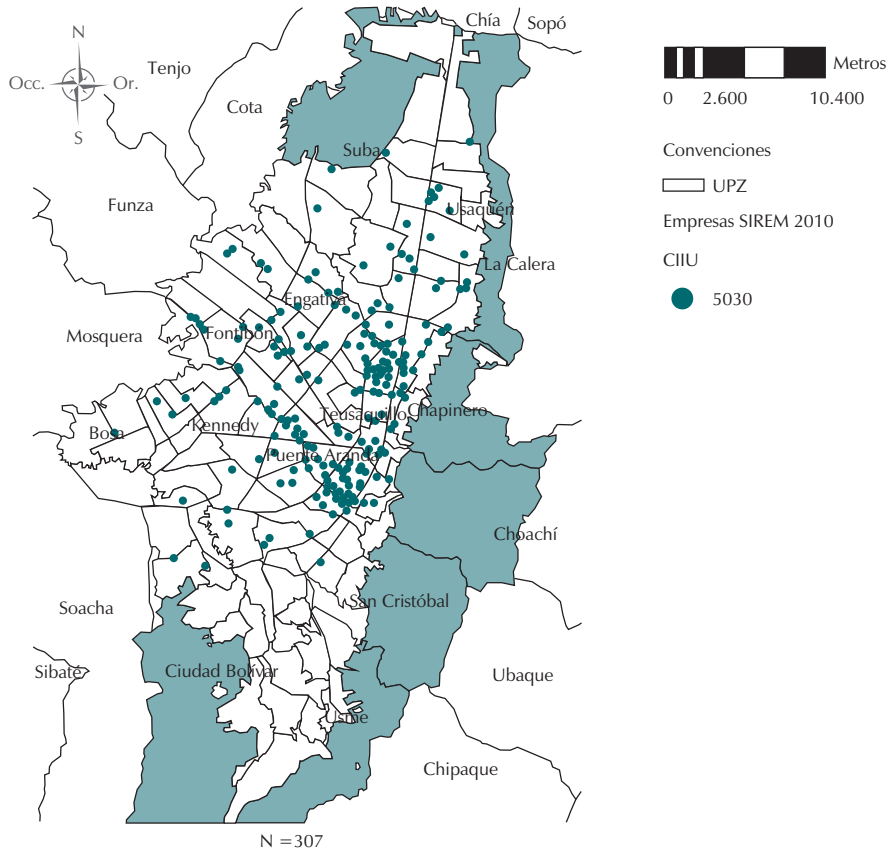 Chía
Sopó
N
Tenjo
Occ.
Or.
S
Cota
Suba
Funza
Usaquén
La Calera
Engativa
Mosquera
Fontibón
Teusaquillo
Chapinero
Bosa
Kennedy
Puente Aranda
Choachí
San Cristóbal
Soacha
Sibaté
Ciudad Bolívar
Ubaque
Usme
Chipaque
N =307
Metros
0 2.600 10.400
Convenciones
UPZ
Empresas SIREM 2010
CIIU
5030